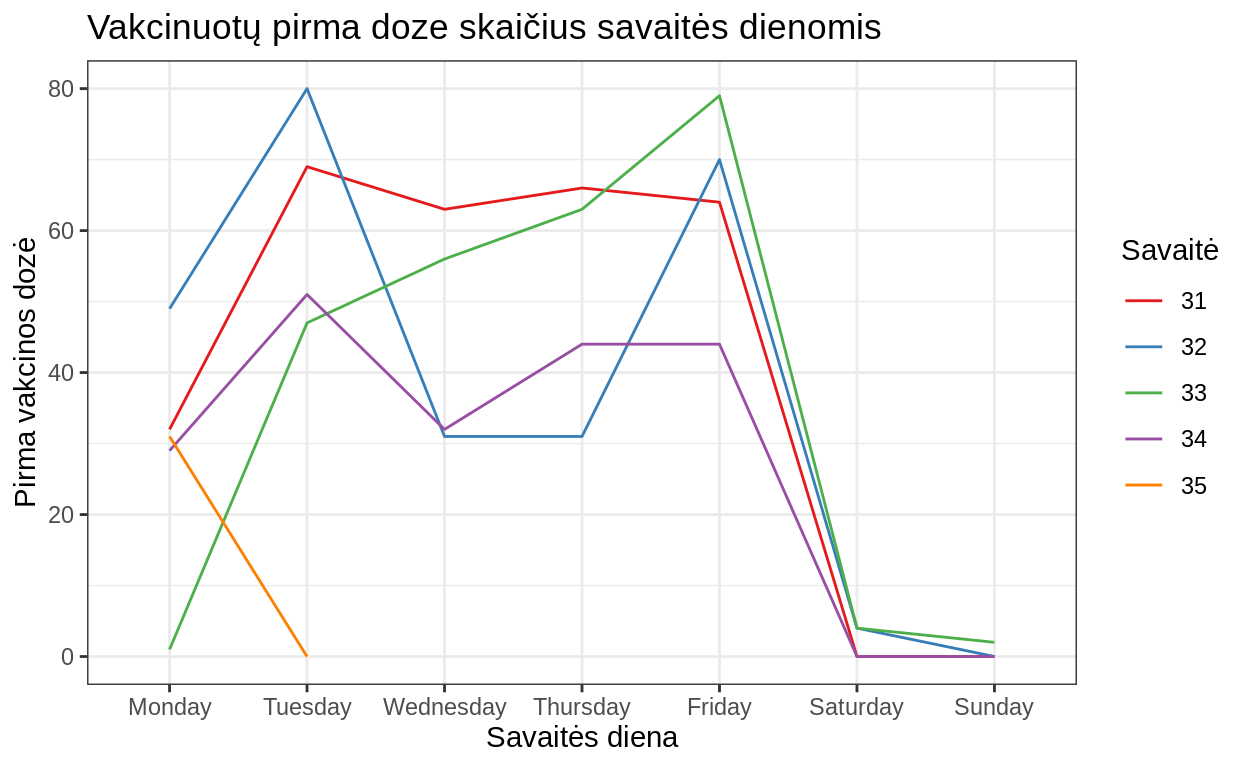 Vakcinuotų pirma doze skaičius savaitės dienomis
Pirma vakcinos dozė
80
60
40
20
0
Monday Tuesday Wednesday Thursday Friday Saturday Sunday
Savaitės diena
Savaitė
31
32
33
34
35